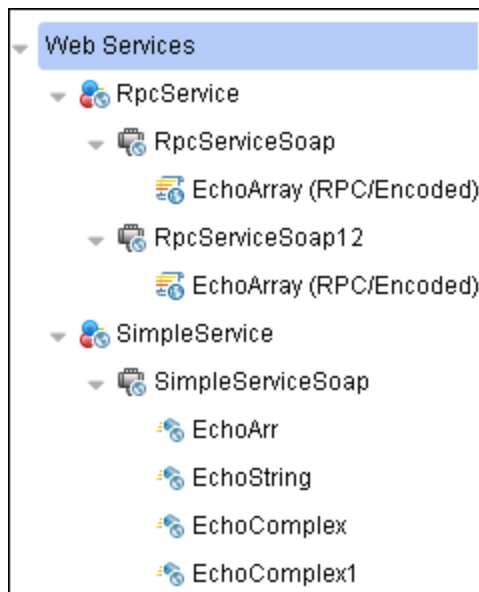 Web Services
RpcService
RpcServiceSoap
EchoArray (RPC/Encoded)
RpcServiceSoap12
EchoArray (RPC/Encoded)
SimpleService
SimpleServiceSoap
EchoArr
EchoString
EchoComplex
EchoComplex1